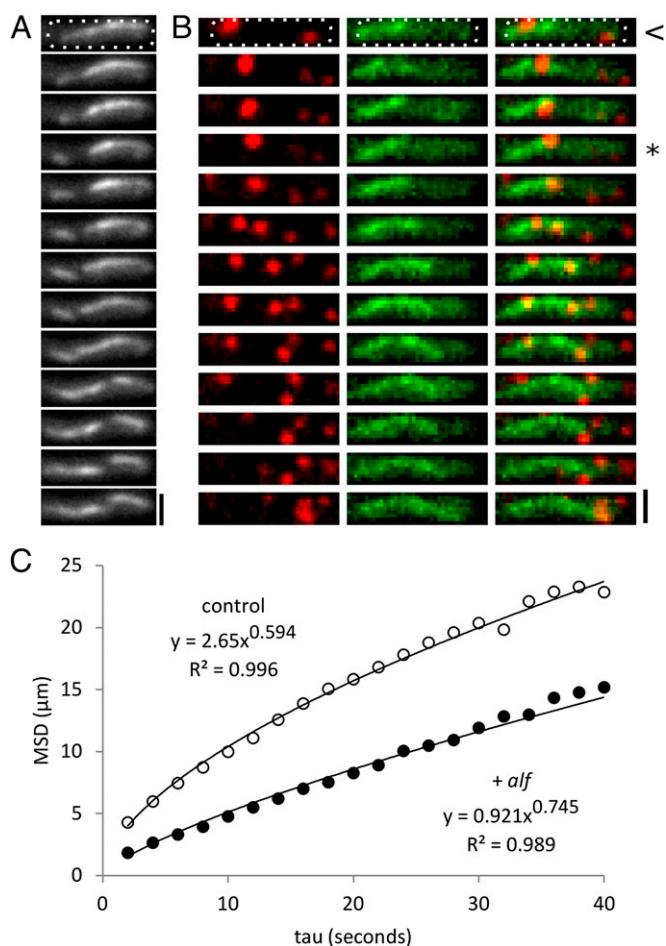 A
B
<
*
C
25
20
15
10
5
0
MSD (µm)
control
y = 2.65x^0.594
R² = 0.996
+ alf
y = 0.921x^0.745
R² = 0.989
0
10
20
30
40
tau (seconds)